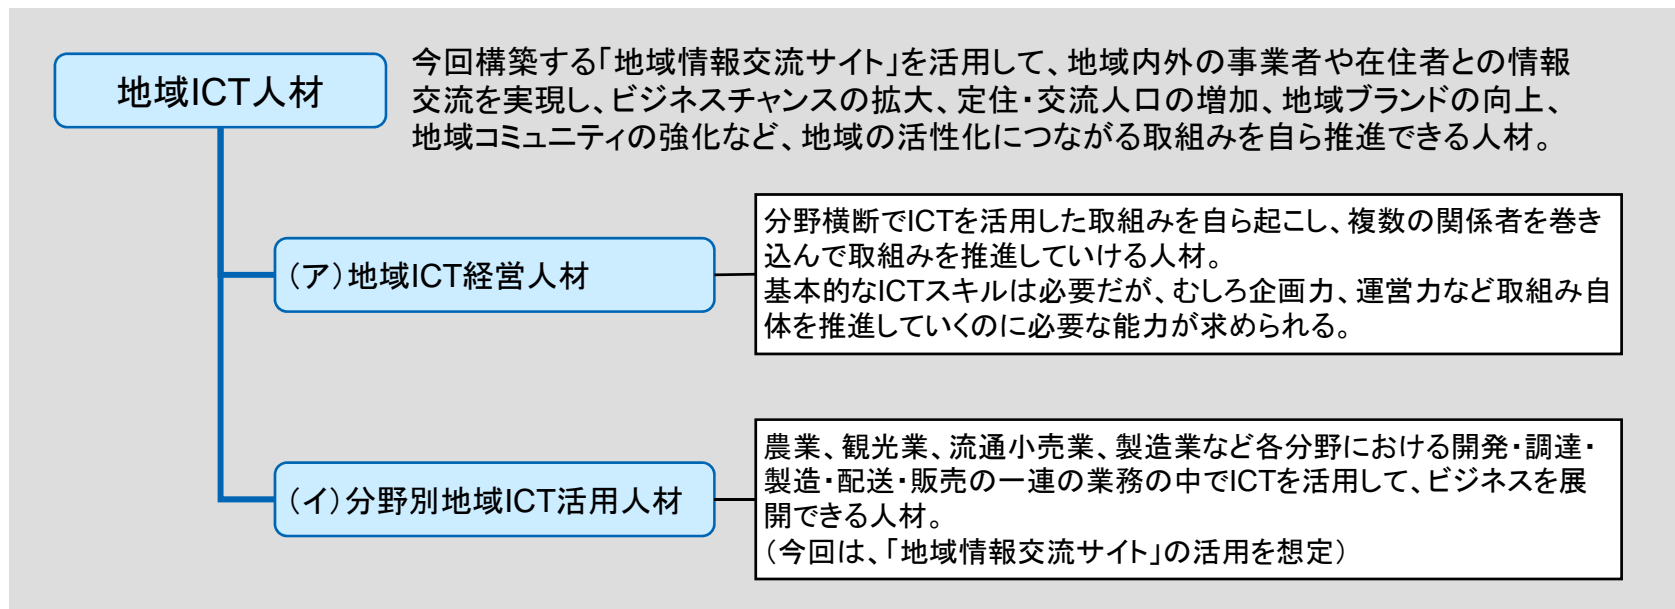 地域ICT人材
今回構築する「地域情報交流サイト」を活用して、地域内外の事業者や在住者との情報
交流を実現し、ビジネスチャンスの拡大、定住・交流人口の増加、地域ブランドの向上、
地域コミュニティの強化など、地域の活性化につながる取組みを自ら推進できる人材。
（ア）地域ICT経営人材
分野横断でICTを活用した取組みを自ら起こし、複数の関係者を巻き
込んで取組みを推進していける人材。
基本的なICTスキルは必要だが、むしろ企画力、運営力など取組み自
体を推進していくのに必要な能力が求められる。
（イ）分野別地域ICT活用人材
農業、観光業、流通小売業、製造業など各分野における開発・調達・
製造・配送・販売の一連の業務の中でICTを活用して、ビジネスを展
開できる人材。
（今回は、「地域情報交流サイト」の活用を想定）